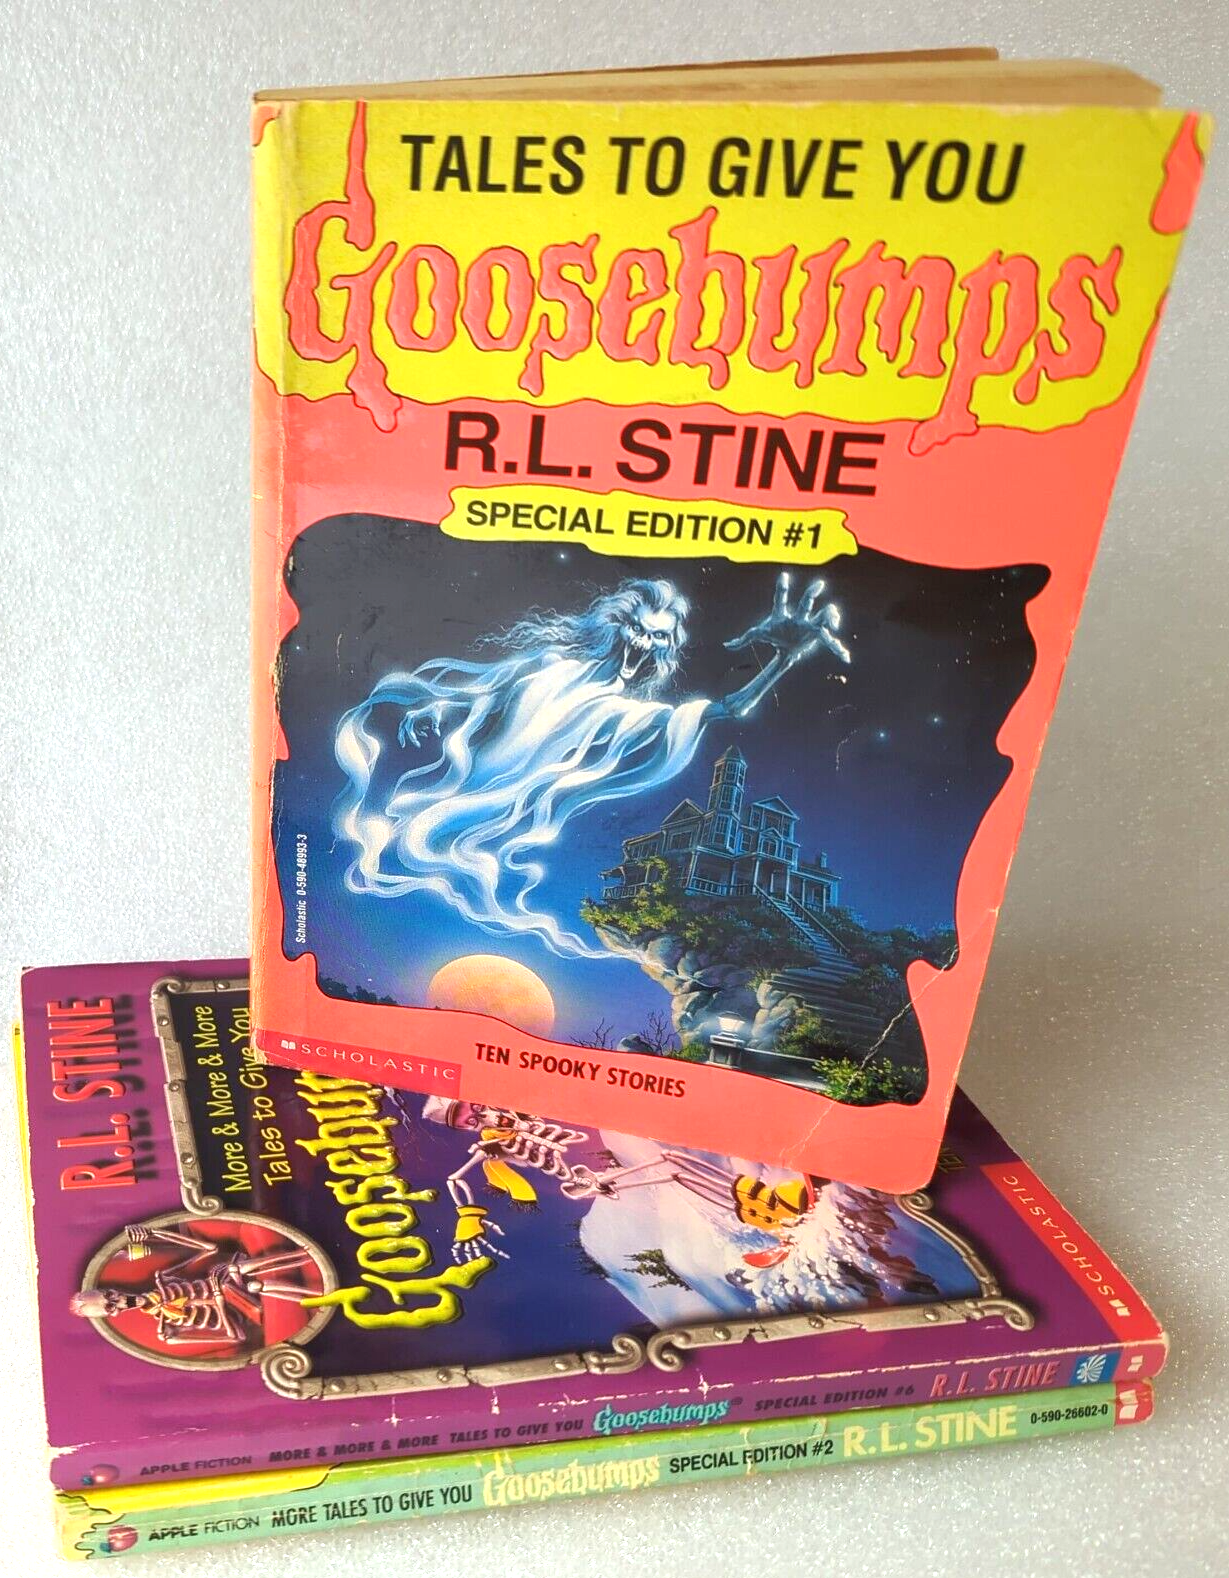 TALES TO GIVE YOU
Goosebumps
R.L. STINE
SPECIAL EDITION #1
Scholastic 0-590-48993-3
SCHOLASTIC
TEN SPOOKY STORIES
R.L. STINE
More & More & More
Tales to Give You
Goosebum
SCHOLASTIC
APPLE FICTION MORE & MORE & MORE TALES TO GIVE YOU Goosebumps® SPECIAL EDITION #6 R.L. STINE
APPLE FICTION MORE TALES TO GIVE YOU Goosebumps SPECIAL EDITION #2 R.L. STINE 0-590-26602-0